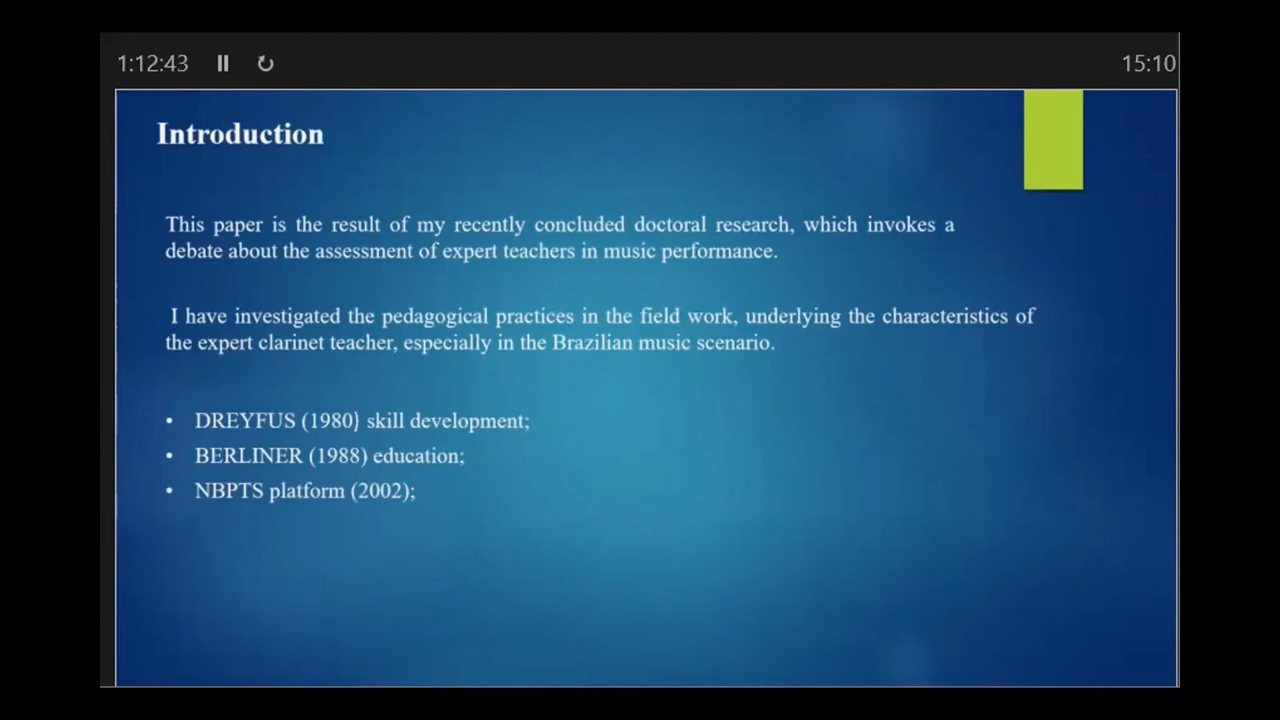 1:12:43
15:10
Introduction
This paper is the result of my recently concluded doctoral research, which invokes a
debate about the assessment of expert teachers in music performance.
I have investigated the pedagogical practices in the field work, underlying the characteristics of
the expert clarinet teacher, especially in the Brazilian music scenario.
• DREYFUS (1980} skill development;
• BERLINER (1988) education;
• NBPTS platform (2002);